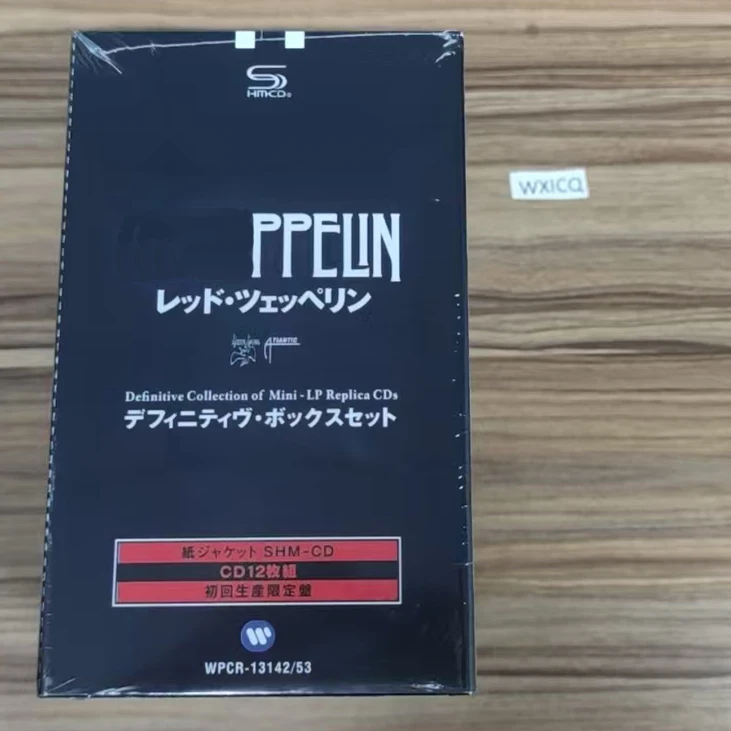 HMCD®
WXICQ
PPELIN
レッド・ツェッペリン
ATLANTIC
Definitive Collection of Mini-LP Replica CDs
デフィニティヴ・ボックスセット
紙ジャケット SHM-CD
CD12枚組
初回生産限定盤
WPCR-13142/53